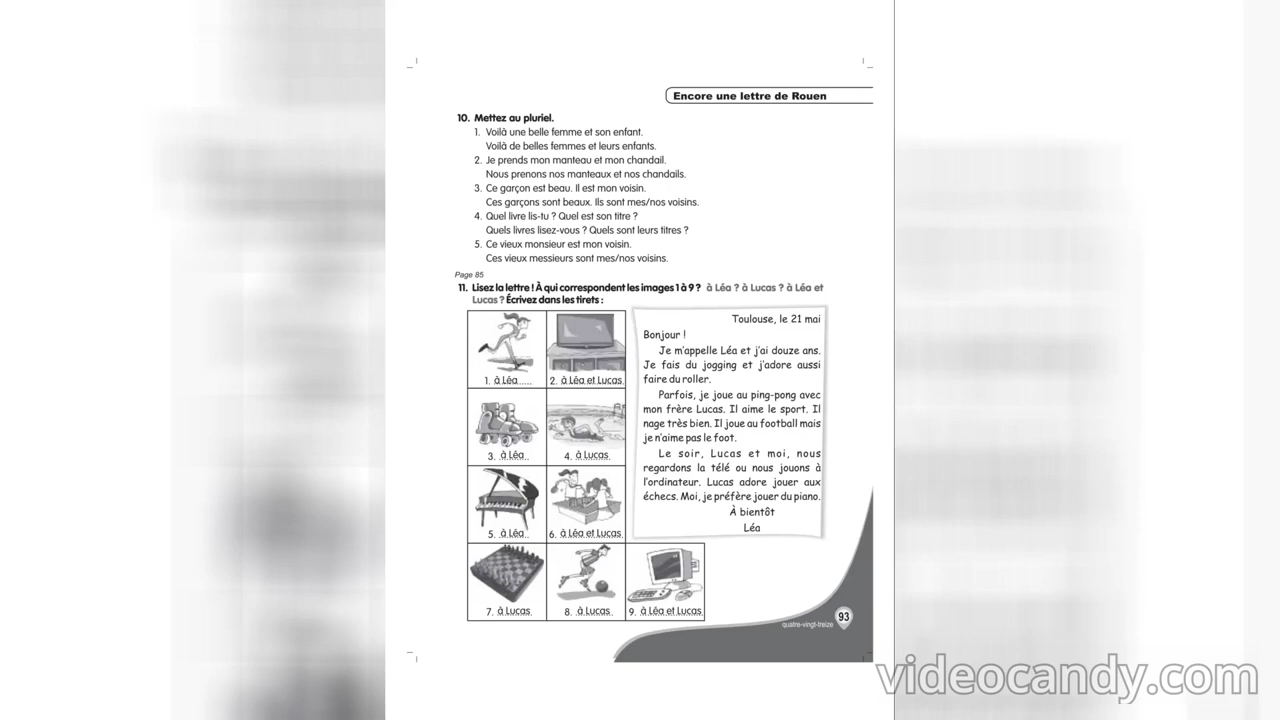 Encore une lettre de Rouen
10. Mettez au pluriel.
1. Voilà une belle femme et son enfant.
Voilà de belles femmes et leurs enfants.
2. Je prends mon manteau et mon chandail.
Nous prenons nos manteaux et nos chandails.
3. Ce garçon est beau. Il est mon voisin.
Ces garçons sont beaux. Ils sont mes/nos voisins.
4. Quel livre lis-tu ? Quel est son titre ?
Quels livres lisez-vous ? Quels sont leurs titres ?
5. Ce vieux monsieur est mon voisin.
Ces vieux messieurs sont mes/nos voisins.
Page 85
11. Lisez la lettre ! À qui correspondent les images 1 à 9 ? à Léa ? à Lucas ? à Léa et
Lucas ? Écrivez dans les tirets :
1. à Léa.....
2. à Léa et Lucas
3. à Léa..
4. à Lucas.
5. à Léa..
6. à Léa et Lucas
7. à Lucas
8. à Lucas.
9. à Léa et Lucas
Toulouse, le 21 mai
Bonjour !
Je m'appelle Léa et j'ai douze ans.
Je fais du jogging et j'adore aussi
faire du roller.
Parfois, je joue au ping-pong avec
mon frère Lucas. Il aime le sport. Il
nage très bien. Il joue au football mais
je n'aime pas le foot.
Le soir, Lucas et moi, nous
regardons la télé ou nous jouons à
l'ordinateur. Lucas adore jouer aux
échecs. Moi, je préfère jouer du piano.
À bientôt
Léa
quatre-vingt-treize 93
videocandy.com